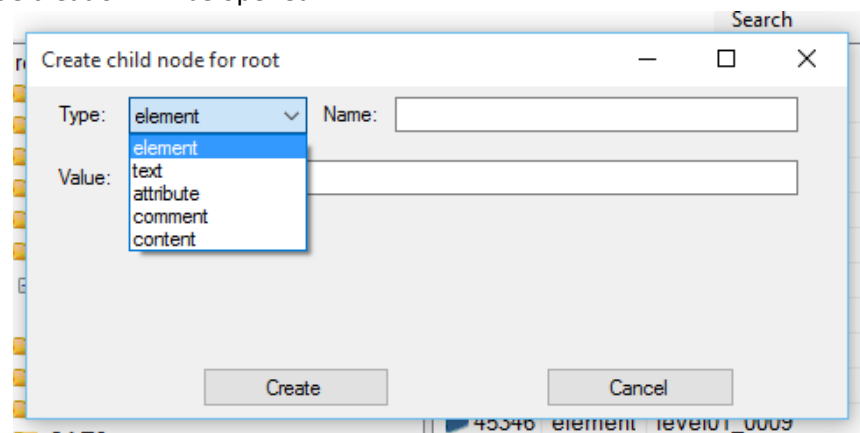 Search
Create child node for root
Type: element Name:
element
text
Value:
attribute
comment
content
Create Cancel
45346 element level01_0009